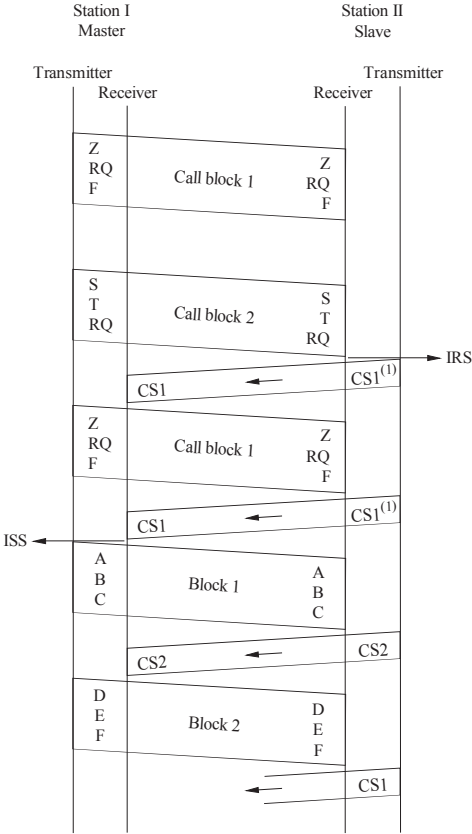 Station I
Master
Station II
Slave
Transmitter
Receiver
Receiver
Transmitter
Z
RQ
F
Call block 1
Z
RQ
F
S
T
RQ
Call block 2
S
T
RQ
IRS
CS1
CS1(1)
Z
RQ
F
Call block 1
Z
RQ
F
CS1
CS1(1)
ISS
A
B
C
Block 1
A
B
C
CS2
CS2
D
E
F
Block 2
D
E
F
CS1